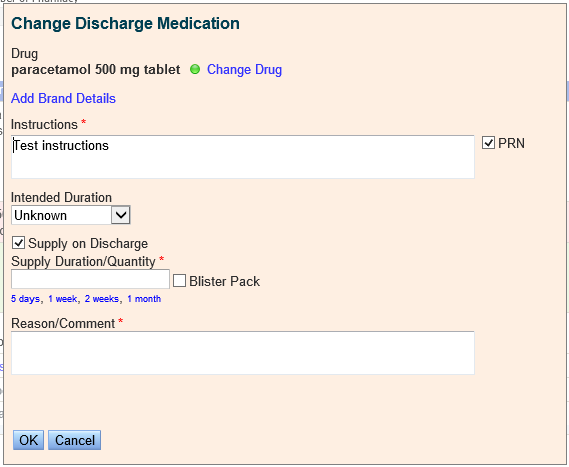 Change Discharge Medication
Drug
paracetamol 500 mg tablet Change Drug
Add Brand Details
Instructions *
Test instructions
PRN
Intended Duration
Unknown
Supply on Discharge
Supply Duration/Quantity *
Blister Pack
5 days, 1 week, 2 weeks, 1 month
Reason/Comment *
OK Cancel